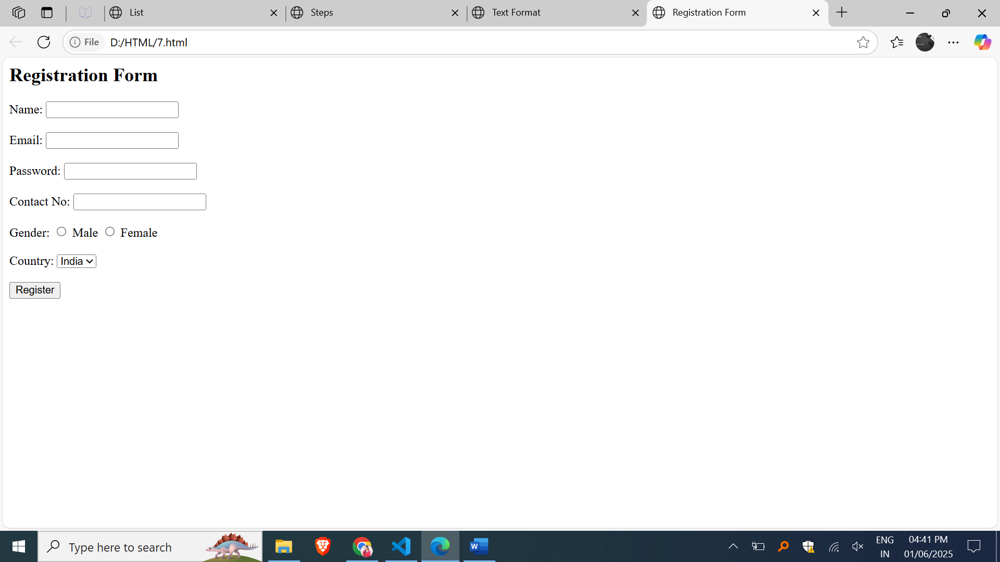 List
Steps
Text Format
Registration Form
File
D:/HTML/7.html
Registration Form
Name:
Email:
Password:
Contact No:
Gender: Male Female
Country: India
Register
Type here to search
W
ENG
IN
04:41 PM
01/06/2025